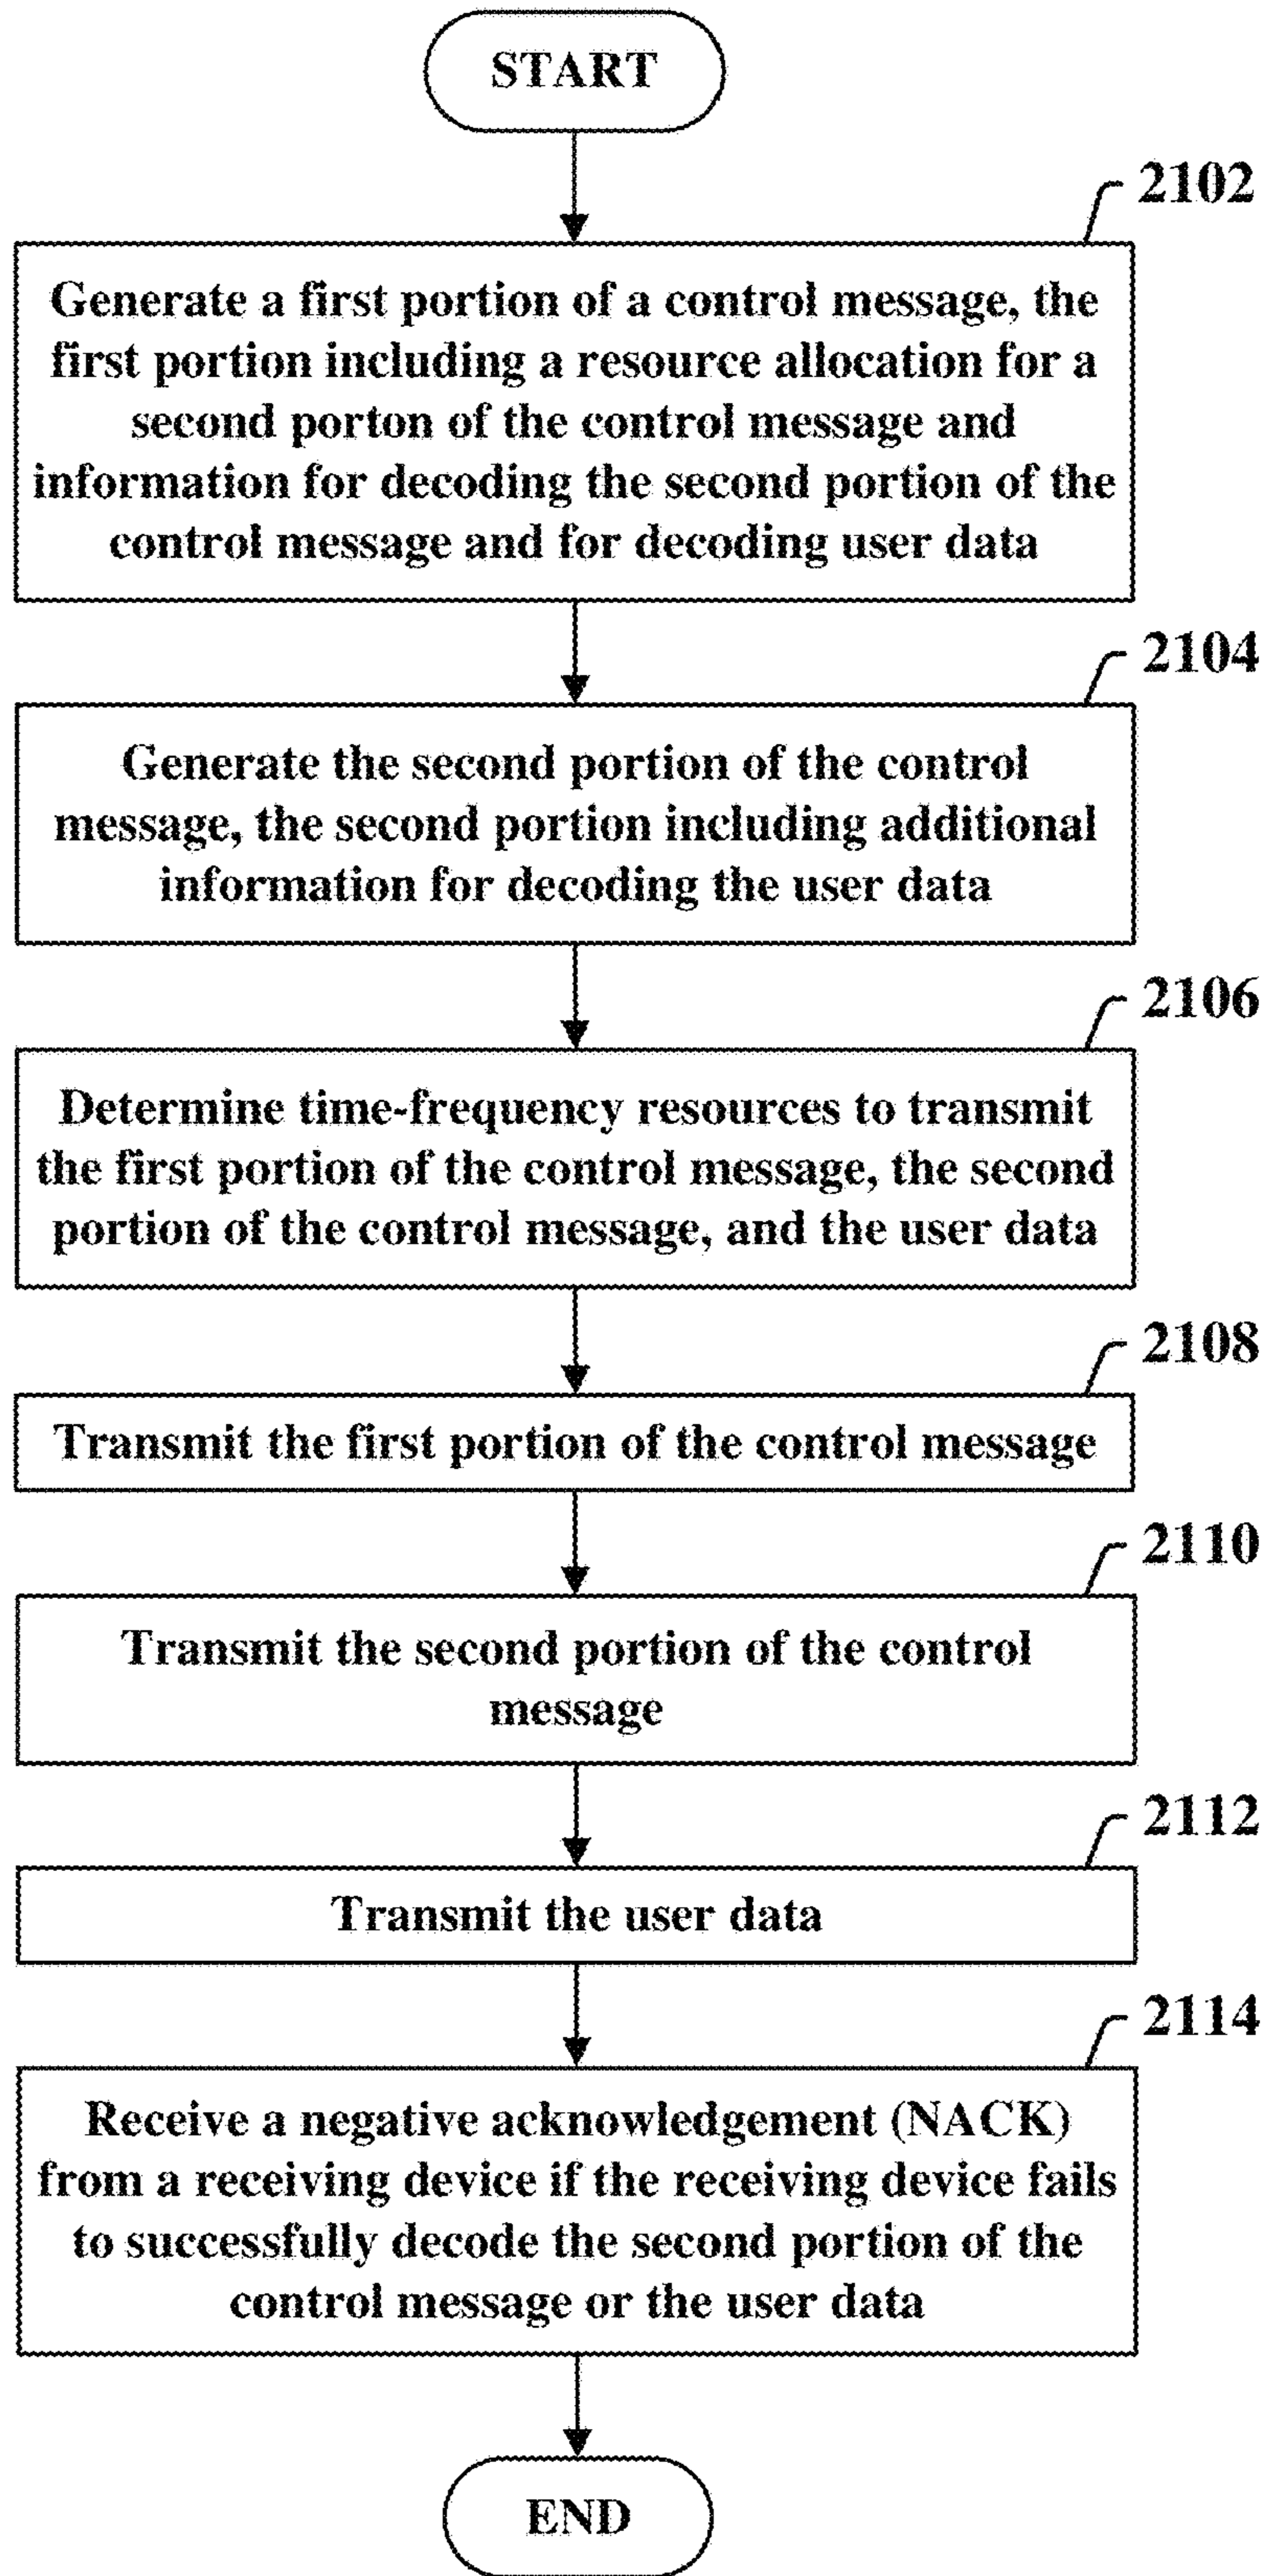 START
2102
Generate a first portion of a control message, the
first portion including a resource allocation for a
second porton of the control message and
information for decoding the second portion of the
control message and for decoding user data
2104
Generate the second portion of the control
message, the second portion including additional
information for decoding the user data
2106
Determine time-frequency resources to transmit
the first portion of the control message, the second
portion of the control message, and the user data
2108
Transmit the first portion of the control message
2110
Transmit the second portion of the control
message
2112
Transmit the user data
2114
Receive a negative acknowledgement (NACK)
from a receiving device if the receiving device fails
to successfully decode the second portion of the
control message or the user data
END